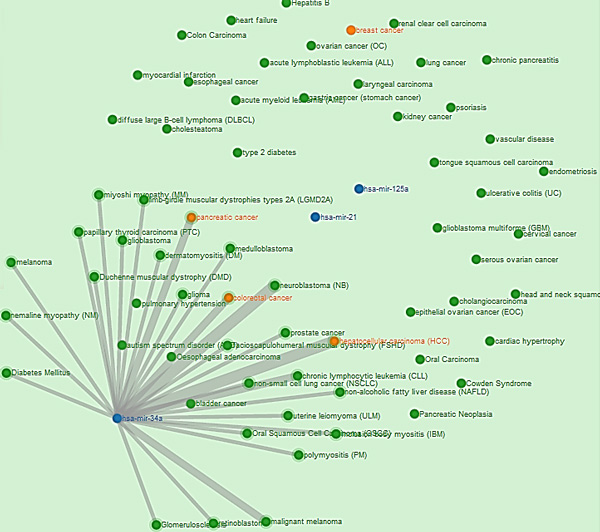 Hepatitis B
heart failure
renal clear cell carcinoma
breast cancer
Colon Carcinoma
ovarian cancer (OC)
acute lymphoblastic leukemia (ALL)
lung cancer
chronic pancreatitis
myocardial infarction
esophageal cancer
laryngeal carcinoma
acute myeloid leukemia (AML)
gastric cancer (stomach cancer)
psoriasis
kidney cancer
diffuse large B-cell lymphoma (DLBCL)
cholesteatoma
vascular disease
type 2 diabetes
tongue squamous cell carcinoma
endometriosis
hsa-mir-125a
ulcerative colitis (UC)
miyoshi myopathy (MM)
limb-girdle muscular dystrophies types 2A (LGMD2A)
pancreatic cancer
hsa-mir-21
papillary thyroid carcinoma (PTC)
glioblastoma
glioblastoma multiforme (GBM)
cervical cancer
medulloblastoma
dermatomyositis (DM)
melanoma
serous ovarian cancer
Duchenne muscular dystrophy (DMD)
neuroblastoma (NB)
glioma
colorectal cancer
head and neck squamo
pulmonary hypertension
cholangiocarcinoma
nemaline myopathy (NM)
epithelial ovarian cancer (EOC)
prostate cancer
hepatocellular carcinoma (HCC)
cardiac hypertrophy
autism spectrum disorder
facioscapulohumeral muscular dystrophy (FSHD)
Oesophageal adenocarcinoma
Oral Carcinoma
Diabetes Mellitus
chronic lymphocytic leukemia (CLL)
non-small cell lung cancer (NSCLC)
Cowden Syndrome
non-alcoholic fatty liver disease (NAFLD)
bladder cancer
hsa-mir-34a
uterine leiomyoma (ULM)
Pancreatic Neoplasia
Oral Squamous Cell Carcinoma (OSCC)
inclusion body myositis (IBM)
polymyositis (PM)
Glomerulosclerosis
retinoblastoma
malignant melanoma